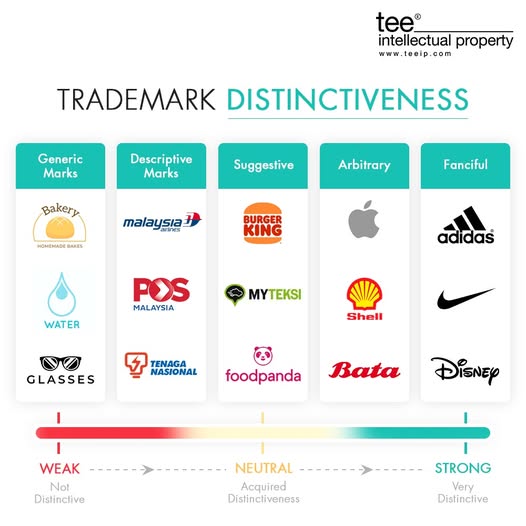 tee®
intellectual property
www.teeip.com
TRADEMARK DISTINCTIVENESS
Generic
Marks
Descriptive
Marks
Suggestive
Arbitrary
Fanciful
Bakery
HOMEMADE BAKES
malaysia
airlines
BURGER
KING
adidas
WATER
POS
MALAYSIA
MYTEKSI
Shell
GLASSES
TENAGA
NASIONAL
foodpanda
Bata
Disney
WEAK
NEUTRAL
STRONG
Not
Distinctive
Acquired
Distinctiveness
Very
Distinctive